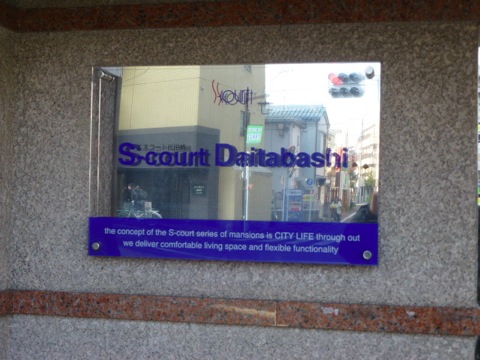 S-court Daitabashi
the concept of the S-court series of mansions is CITY LIFE through out
we deliver comfortable living space and flexible functionality